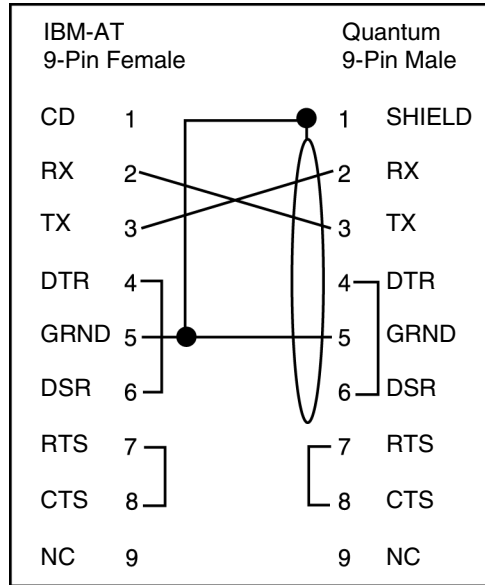 IBM-AT Quantum
9-Pin Female 9-Pin Male
CD 1 1 SHIELD
RX 2 2 RX
TX 3 3 TX
DTR 4 4 DTR
GRND 5 5 GRND
DSR 6 6 DSR
RTS 7 7 RTS
CTS 8 8 CTS
NC 9 9 NC